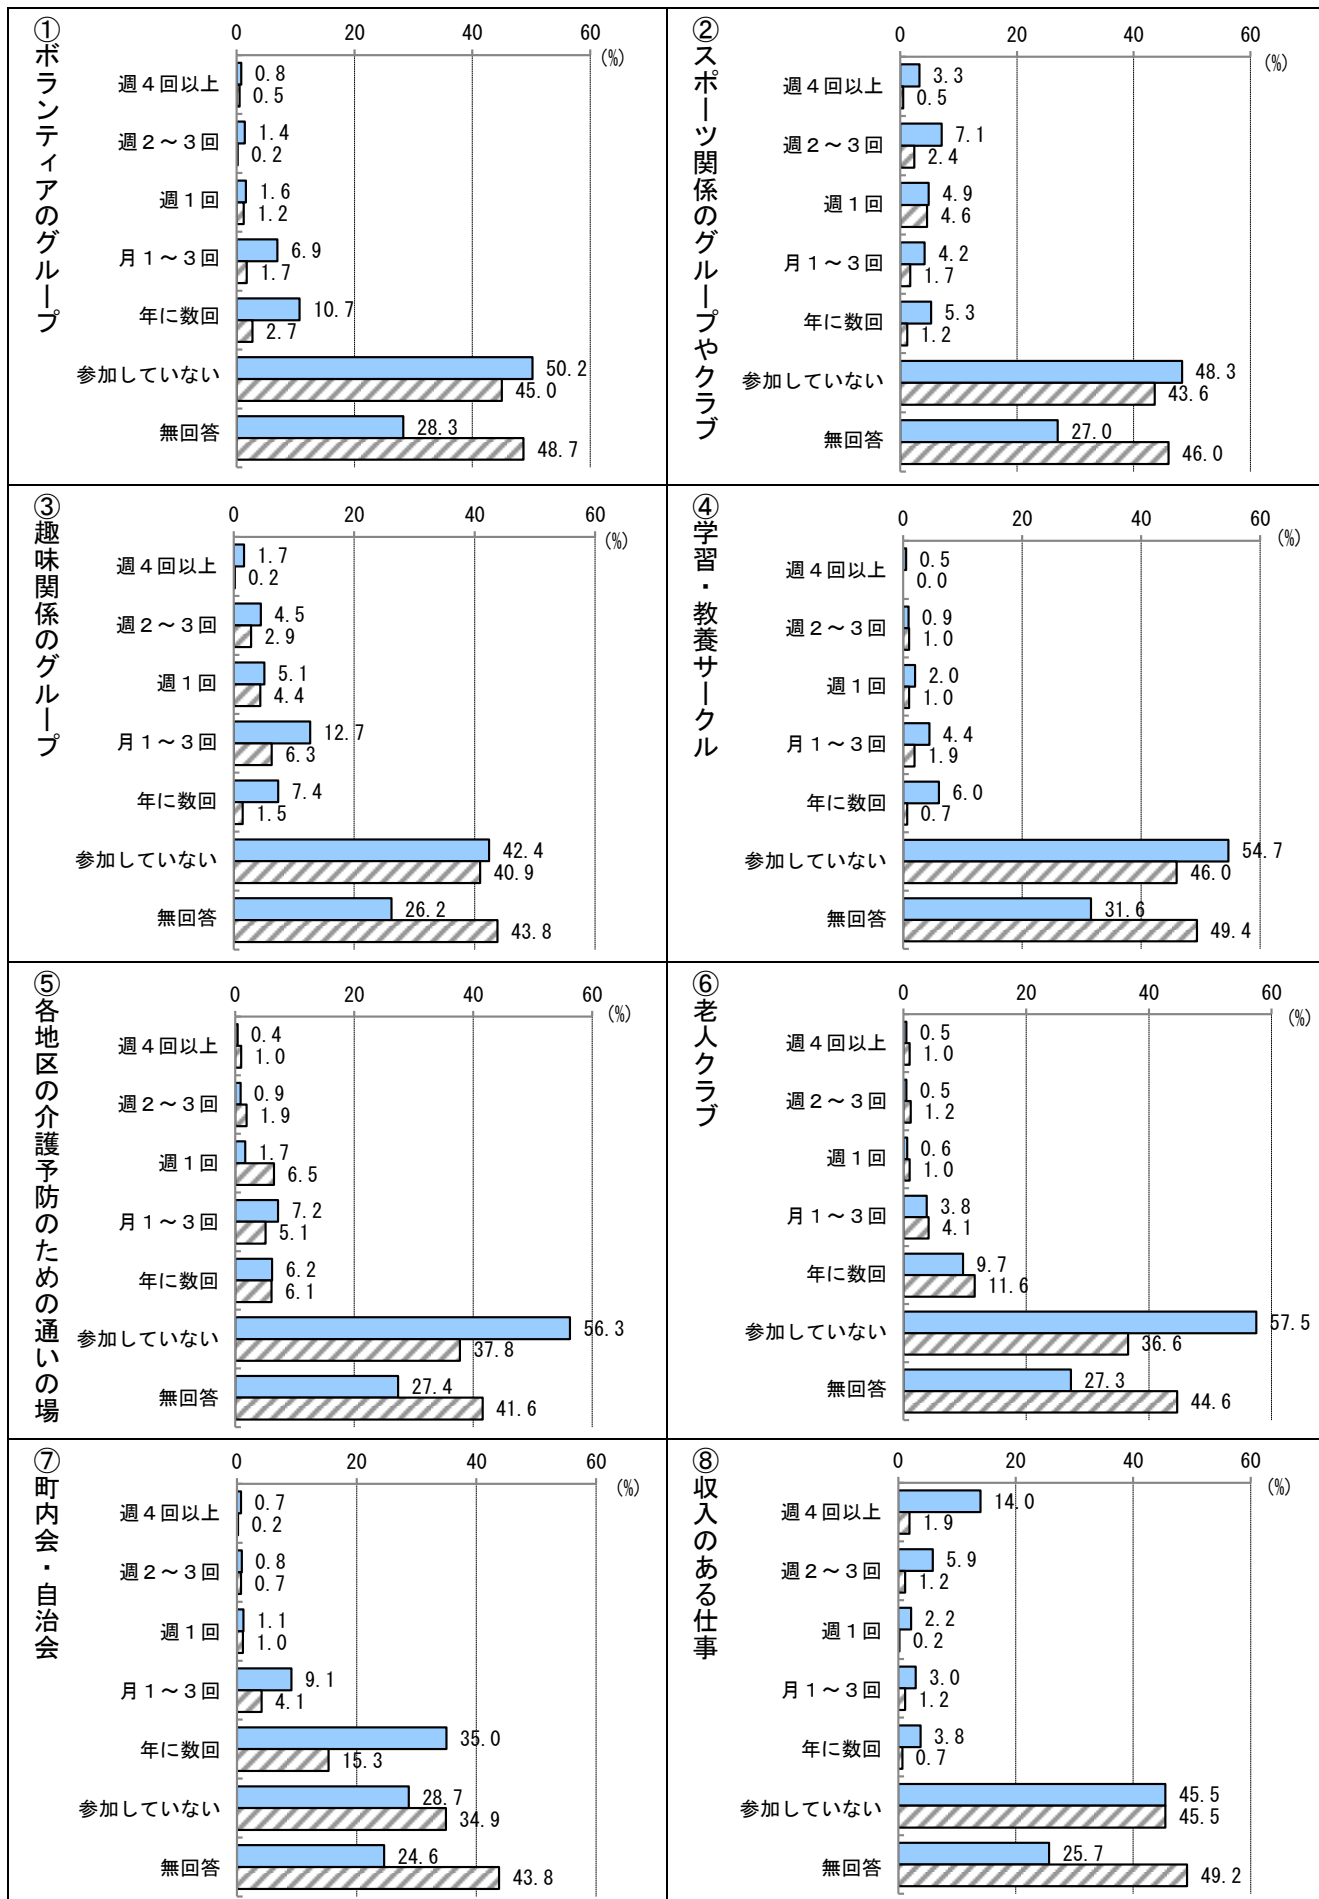 ①ボランティアのグループ
0 20 40 60
(%)
週４回以上 0.8
0.5
週２～３回 1.4
0.2
週１回 1.6
1.2
月１～３回 6.9
1.7
年に数回 10.7
2.7
参加していない 50.2
45.0
無回答 28.3
48.7
②スポーツ関係のグループやクラブ
0 20 40 60
(%)
週４回以上 3.3
0.5
週２～３回 7.1
2.4
週１回 4.9
4.6
月１～３回 4.2
1.7
年に数回 5.3
1.2
参加していない 48.3
43.6
無回答 27.0
46.0
③趣味関係のグループ
0 20 40 60
(%)
週４回以上 1.7
0.2
週２～３回 4.5
2.9
週１回 5.1
4.4
月１～３回 12.7
6.3
年に数回 7.4
1.5
参加していない 42.4
40.9
無回答 26.2
43.8
④学習・教養サークル
0 20 40 60
(%)
週４回以上 0.5
0.0
週２～３回 0.9
1.0
週１回 2.0
1.0
月１～３回 4.4
1.9
年に数回 6.0
0.7
参加していない 54.7
46.0
無回答 31.6
49.4
⑤各地区の介護予防のための通いの場
0 20 40 60
(%)
週４回以上 0.4
1.0
週２～３回 0.9
1.9
週１回 1.7
6.5
月１～３回 7.2
5.1
年に数回 6.2
6.1
参加していない 56.3
37.8
無回答 27.4
41.6
⑥老人クラブ
0 20 40 60
(%)
週４回以上 0.5
1.0
週２～３回 0.5
1.2
週１回 0.6
1.0
月１～３回 3.8
4.1
年に数回 9.7
11.6
参加していない 57.5
36.6
無回答 27.3
44.6
⑦町内会・自治会
0 20 40 60
(%)
週４回以上 0.7
0.2
週２～３回 0.8
0.7
週１回 1.1
1.0
月１～３回 9.1
4.1
年に数回 35.0
15.3
参加していない 28.7
34.9
無回答 24.6
43.8
⑧収入のある仕事
0 20 40 60
(%)
週４回以上 14.0
1.9
週２～３回 5.9
1.2
週１回 2.2
0.2
月１～３回 3.0
1.2
年に数回 3.8
0.7
参加していない 45.5
45.5
無回答 25.7
49.2